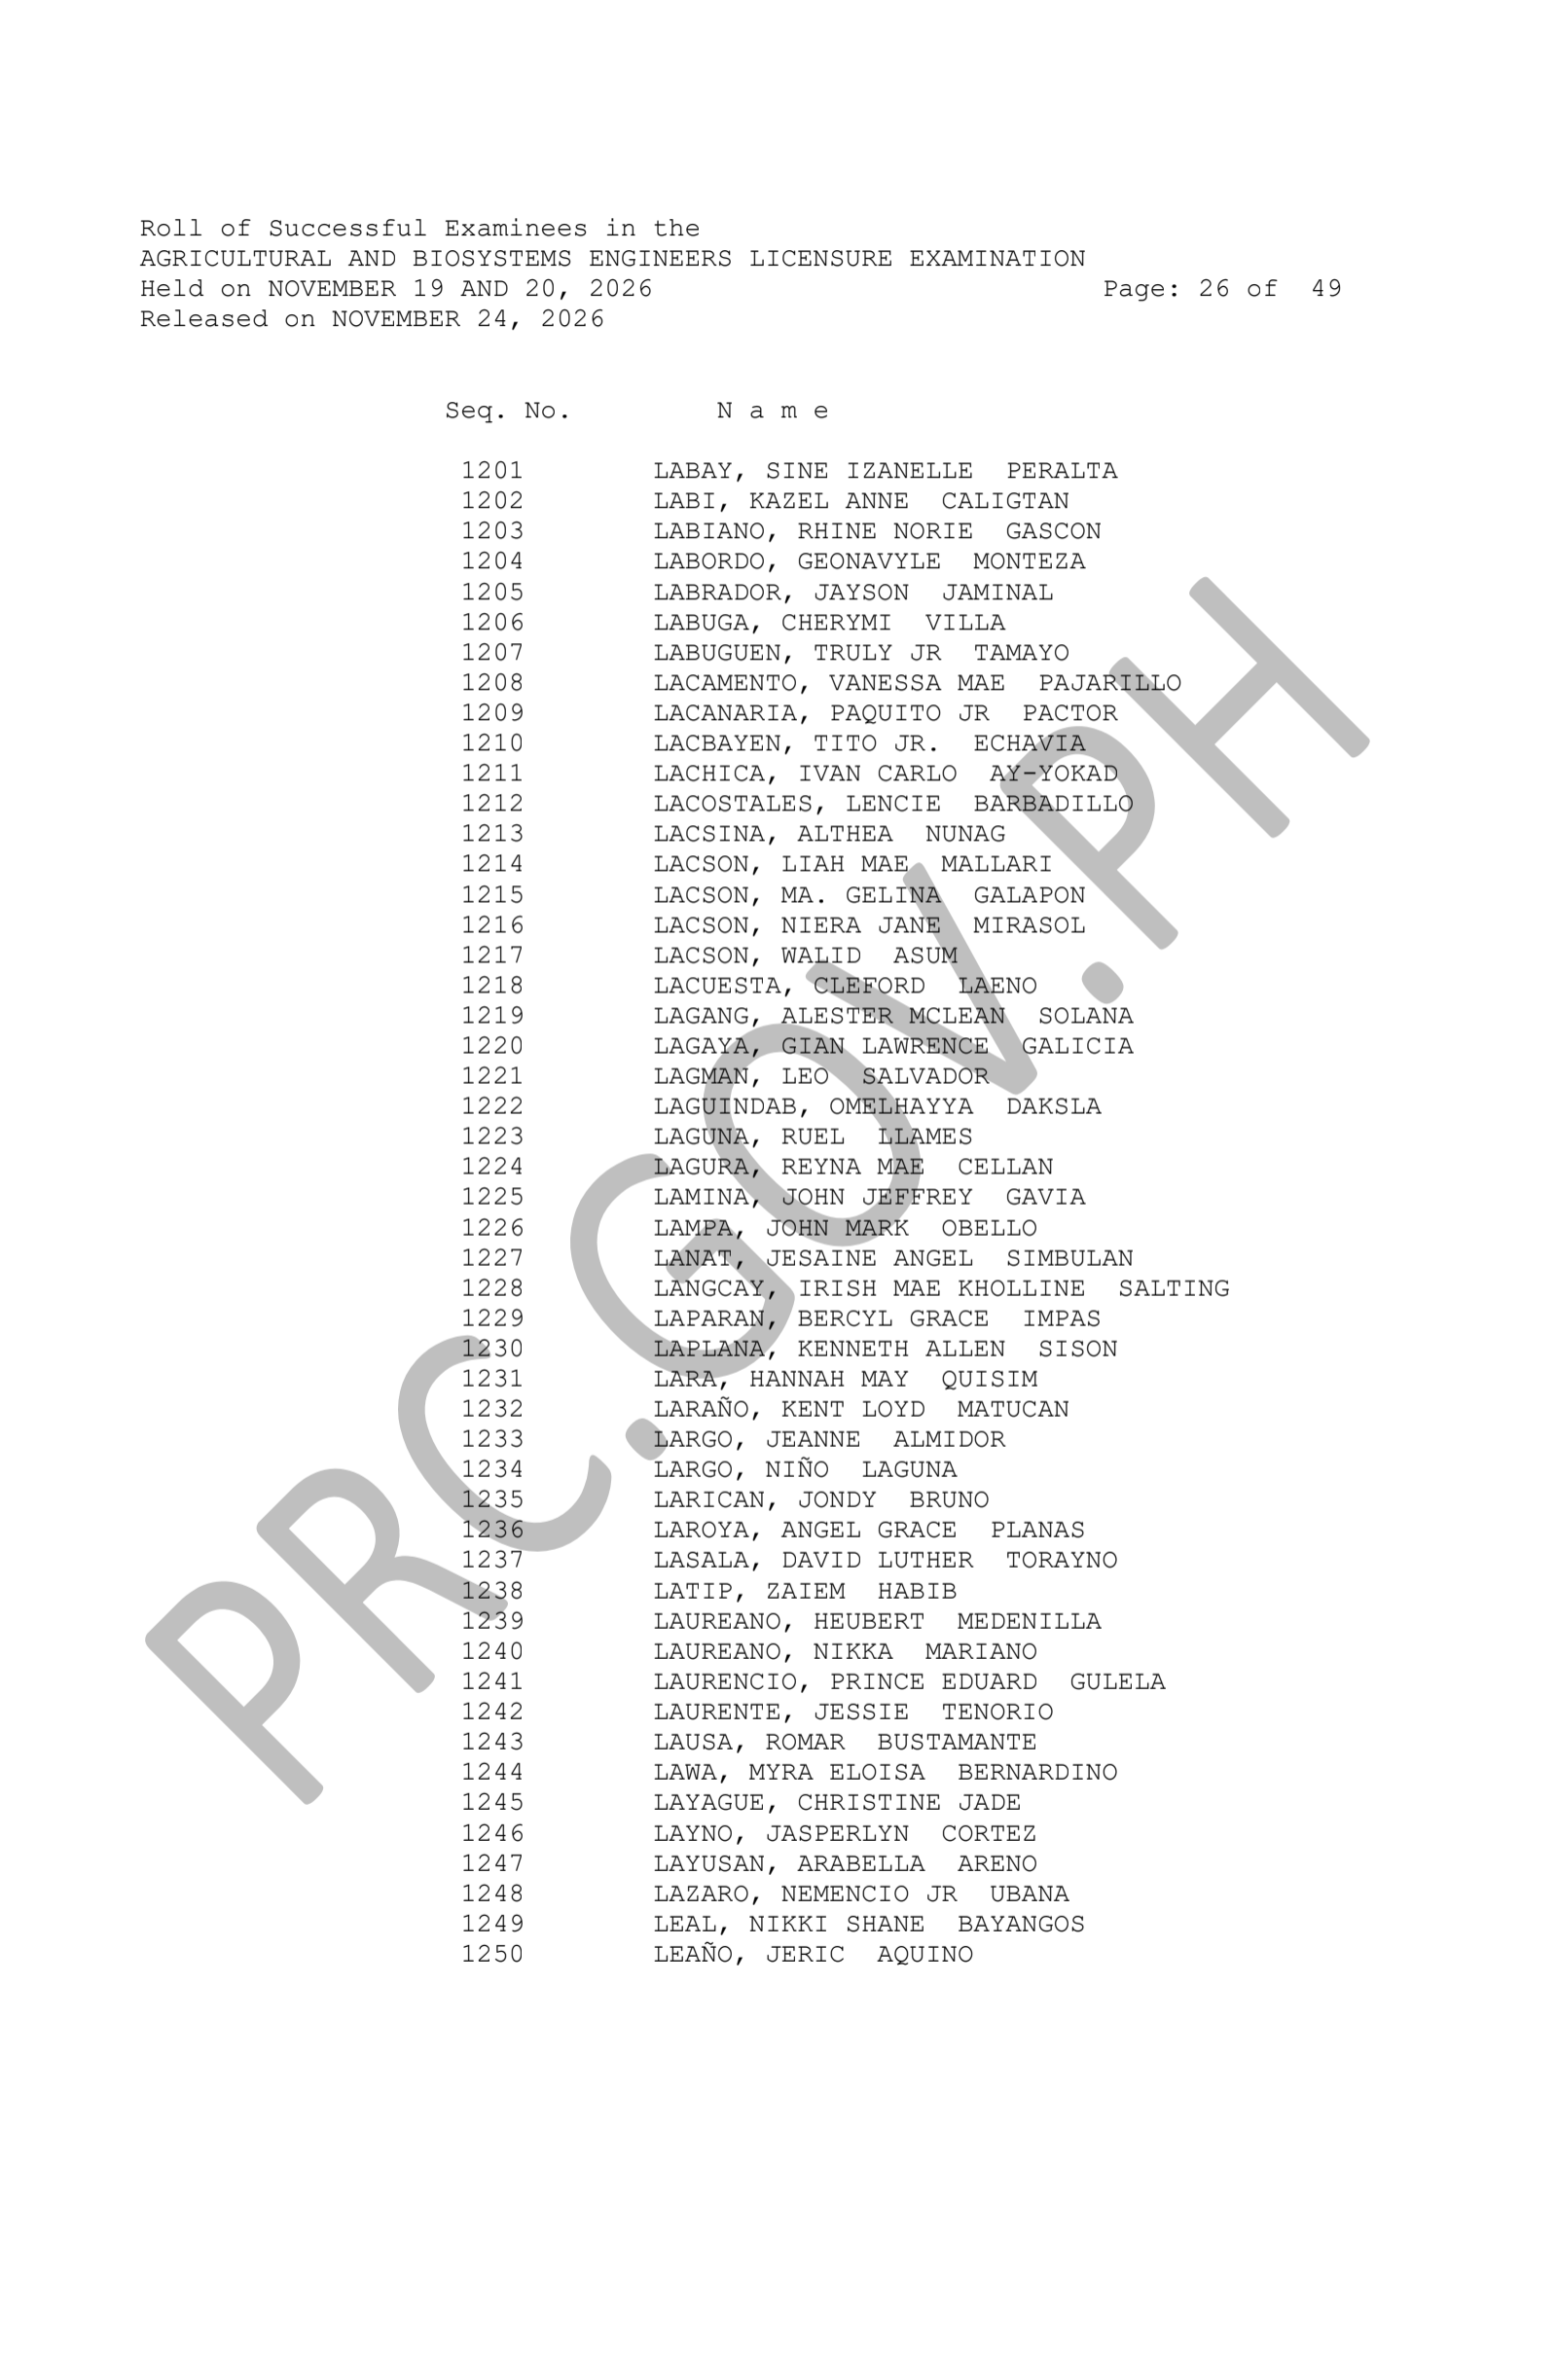 Roll of Successful Examinees in the
AGRICULTURAL AND BIOSYSTEMS ENGINEERS LICENSURE EXAMINATION
Held on NOVEMBER 19 AND 20, 2026 Page: 26 of 49
Released on NOVEMBER 24, 2026
Seq. No. N a m e
1201 LABAY, SINE IZANELLE PERALTA
1202 LABI, KAZEL ANNE CALIGTAN
1203 LABIANO, RHINE NORIE GASCON
1204 LABORDO, GEONAVYLE MONTEZA
1205 LABRADOR, JAYSON JAMINAL
1206 LABUGA, CHERYMI VILLA
1207 LABUGUEN, TRULY JR TAMAYO
1208 LACAMENTO, VANESSA MAE PAJARILLO
1209 LACANARIA, PAQUITO JR PACTOR
1210 LACBAYEN, TITO JR. ECHAVIA
1211 LACHICA, IVAN CARLO AY-YOKAD
1212 LACOSTALES, LENCIE BARBADILLO
1213 LACSINA, ALTHEA NUNAG
1214 LACSON, LIAH MAE MALLARI
1215 LACSON, MA. GELINA GALAPON
1216 LACSON, NIERA JANE MIRASOL
1217 LACSON, WALID ASUM
1218 LACUESTA, CLEFORD LAENO
1219 LAGANG, ALESTER MCLEAN SOLANA
1220 LAGAYA, GIAN LAWRENCE GALICIA
1221 LAGMAN, LEO SALVADOR
1222 LAGUINDAB, OMELHAYYA DAKSLA
1223 LAGUNA, RUEL LLAMES
1224 LAGURA, REYNA MAE CELLAN
1225 LAMINA, JOHN JEFFREY GAVIA
1226 LAMPA, JOHN MARK OBELLO
1227 LANAT, JESAINE ANGEL SIMBULAN
1228 LANGCAY, IRISH MAE KHOLLINE SALTING
1229 LAPARAN, BERCYL GRACE IMPAS
1230 LAPLANA, KENNETH ALLEN SISON
1231 LARA, HANNAH MAY QUISIM
1232 LARAÑO, KENT LOYD MATUCAN
1233 LARGO, JEANNE ALMIDOR
1234 LARGO, NIÑO LAGUNA
1235 LARICAN, JONDY BRUNO
1236 LAROYA, ANGEL GRACE PLANAS
1237 LASALA, DAVID LUTHER TORAYNO
1238 LATIP, ZAIEM HABIB
1239 LAUREANO, HEUBERT MEDENILLA
1240 LAUREANO, NIKKA MARIANO
1241 LAURENCIO, PRINCE EDUARD GULELA
1242 LAURENTE, JESSIE TENORIO
1243 LAUSA, ROMAR BUSTAMANTE
1244 LAWA, MYRA ELOISA BERNARDINO
1245 LAYAGUE, CHRISTINE JADE
1246 LAYNO, JASPERLYN CORTEZ
1247 LAYUSAN, ARABELLA ARENO
1248 LAZARO, NEMENCIO JR UBANA
1249 LEAL, NIKKI SHANE BAYANGOS
1250 LEAÑO, JERIC AQUINO
PRC.GOV.PH